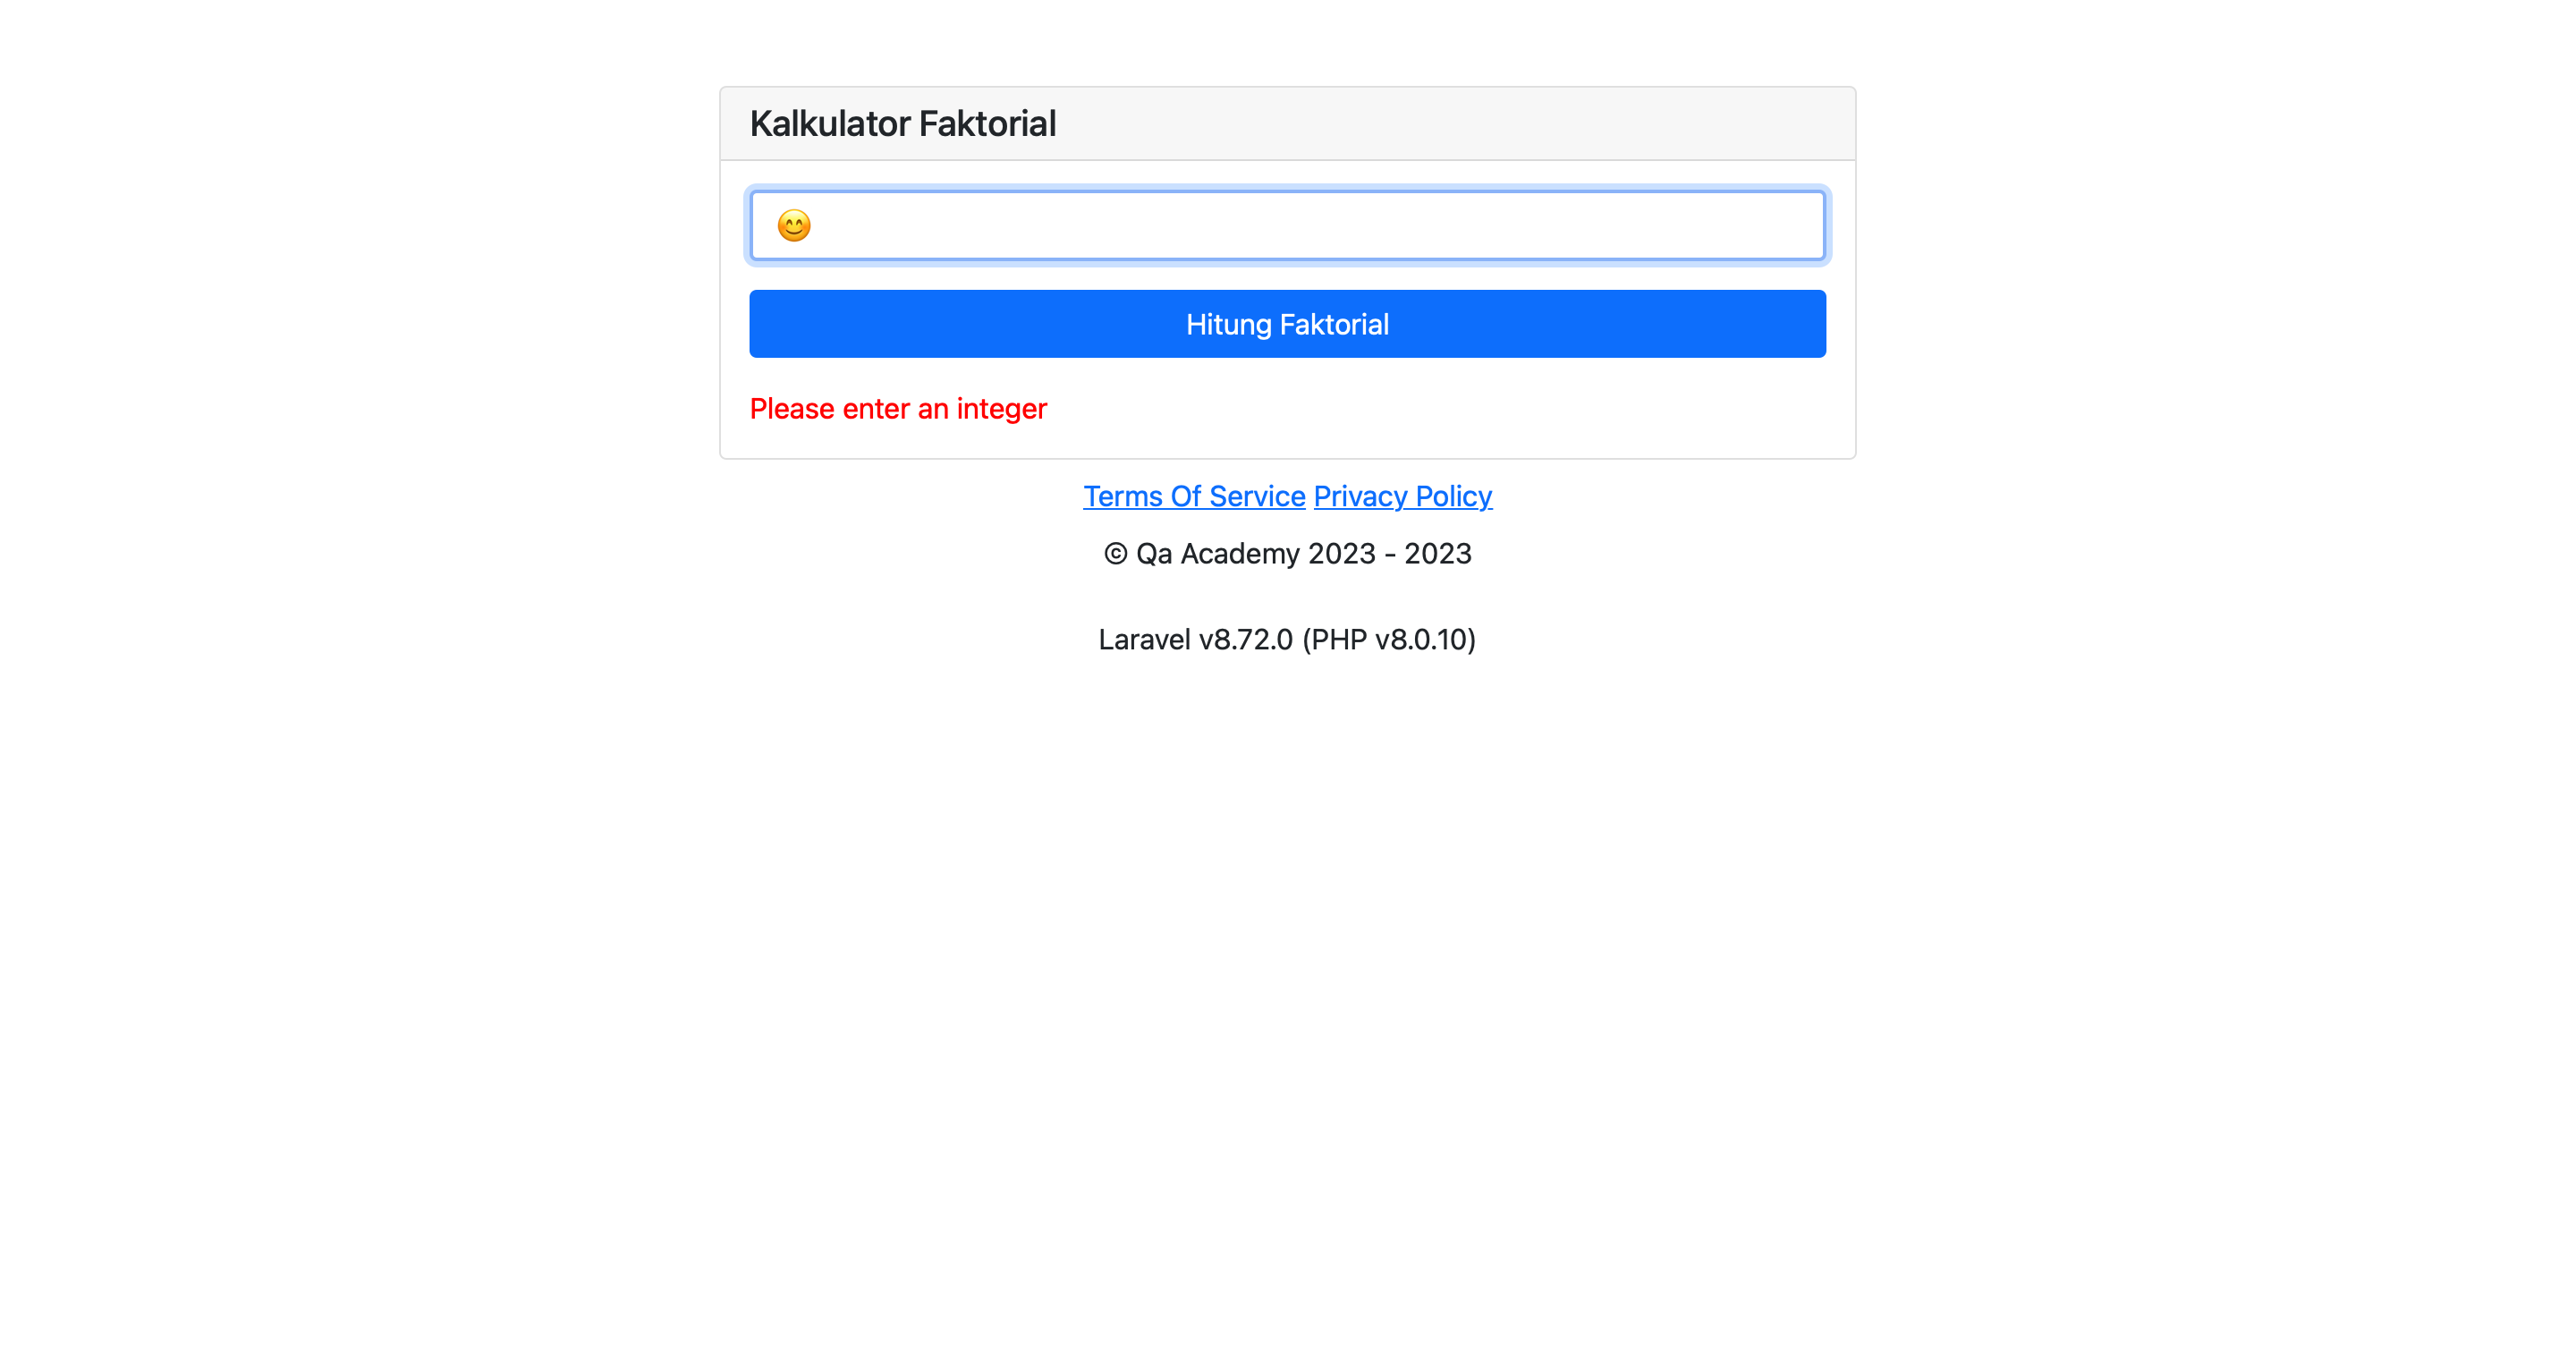 Kalkulator Faktorial
😊
Hitung Faktorial
Please enter an integer
Terms Of Service Privacy Policy
© Qa Academy 2023 - 2023
Laravel v8.72.0 (PHP v8.0.10)